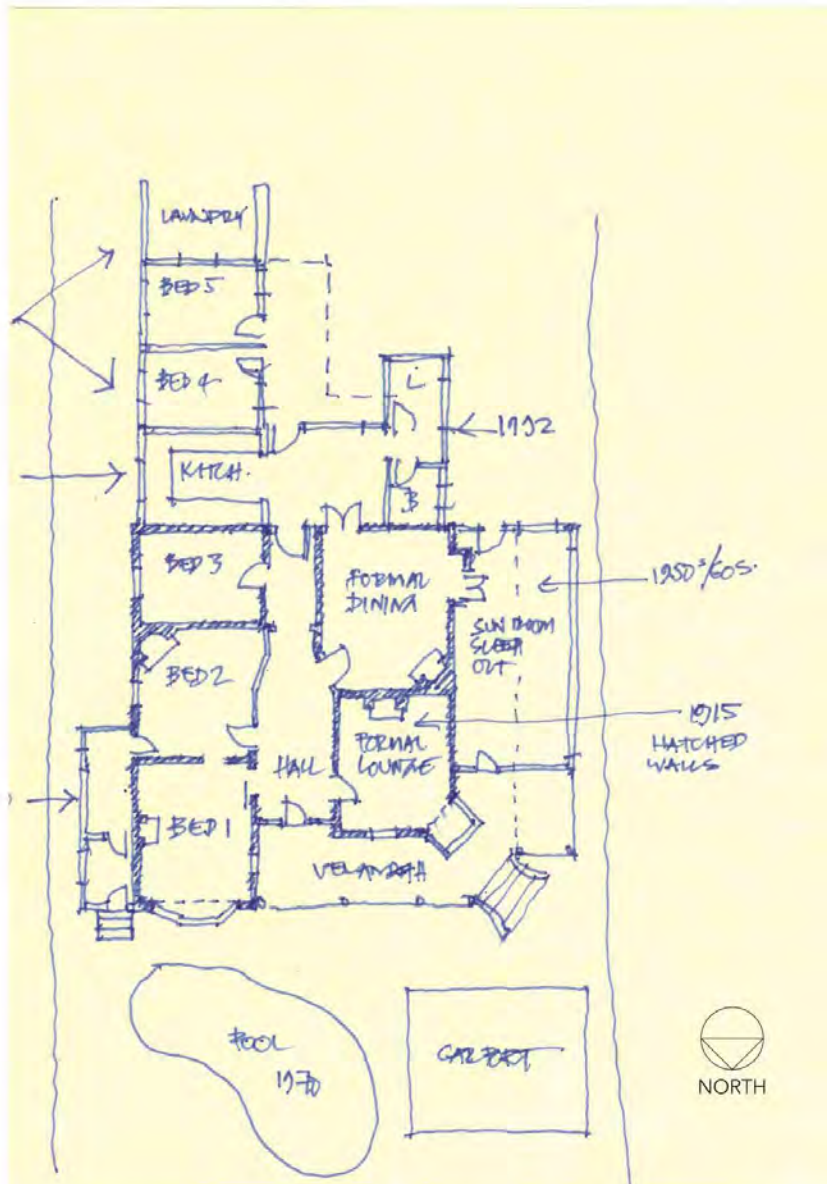 LAUNDRY
BED 5
BED 4
L
1992
KITCH.
B
BED 3
FORMAL
DINING
1950s/60s.
SUN ROOM
SLEEP
OUT
BED 2
1915
HATCHED
WALLS
FORMAL
LOUNGE
HALL
BED 1
VERANDAH
POOL
1970
CARPORT
NORTH